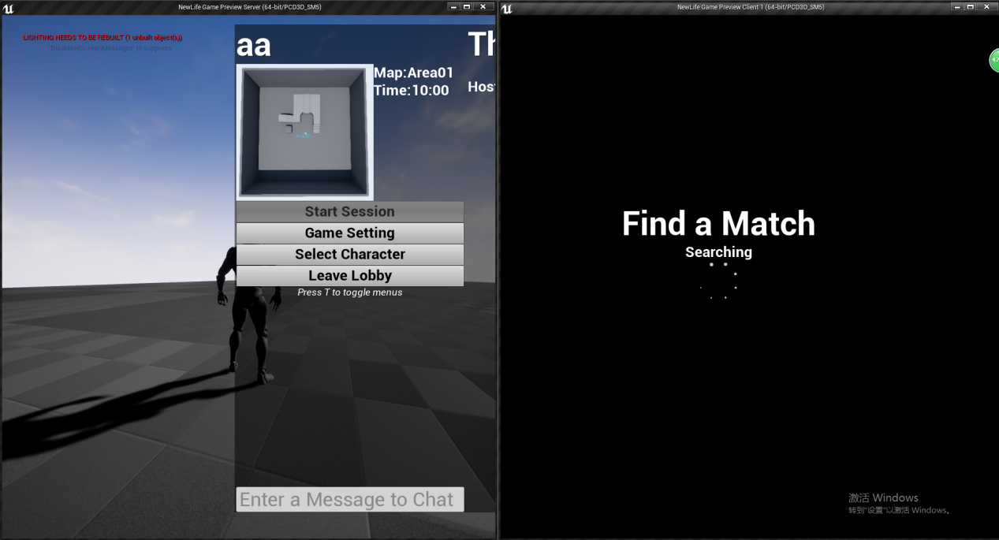 NewLife Game Preview Server (64-bit/PCD3D_SM5)
LIGHTING NEEDS TO BE REBUILT (1 unbuilt object(s))
'DisableAllScreenMessages' to suppress
aa
Th
Map:Area01
Time:10:00
Hos
Start Session
Game Setting
Select Character
Leave Lobby
Press T to toggle menus
Enter a Message to Chat
NewLife Game Preview Client 1 (64-bit/PCD3D_SM5)
47
Find a Match
Searching
激活 Windows
转到"设置"以激活 Windows。